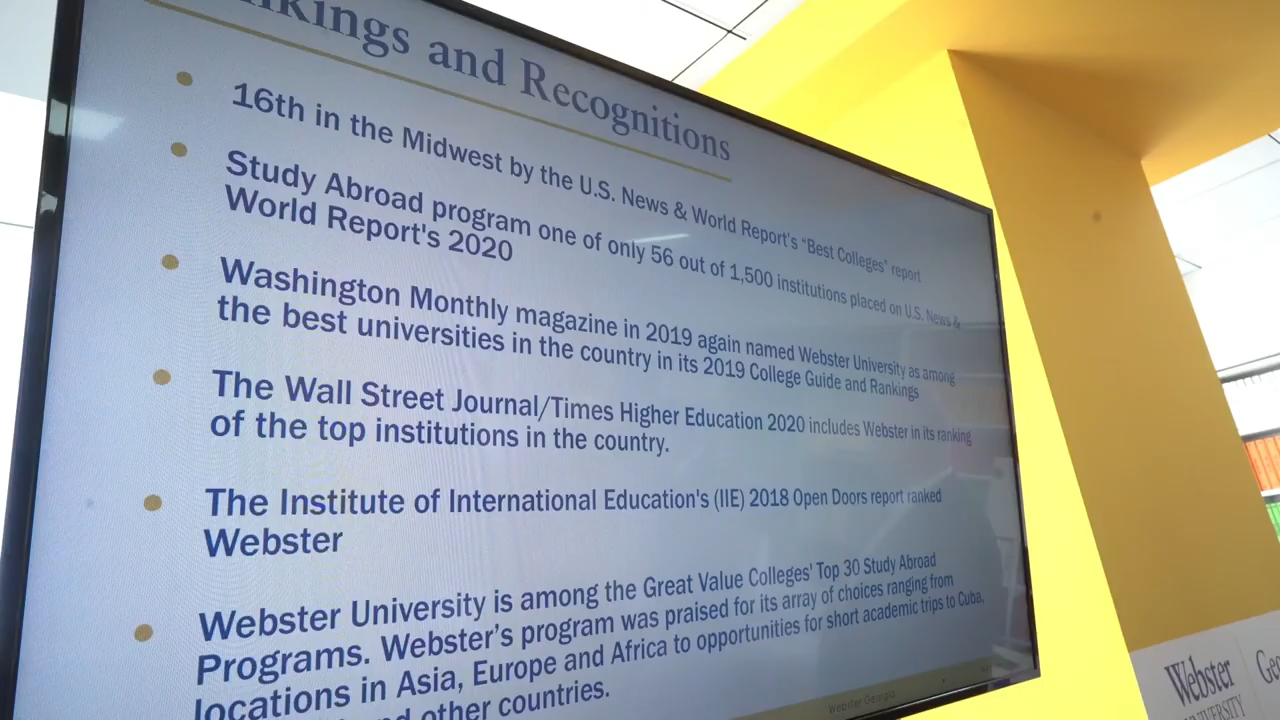 kings and Recognitions
16th in the Midwest by the U.S. News & World Report's "Best Colleges" report
Study Abroad program one of only 56 out of 1,500 institutions placed on U.S. News &
World Report's 2020
Washington Monthly magazine in 2019 again named Webster University as among
the best universities in the country in its 2019 College Guide and Rankings
The Wall Street Journal/Times Higher Education 2020 includes Webster in its ranking
of the top institutions in the country.
The Institute of International Education's (IIE) 2018 Open Doors report ranked
Webster
Webster University is among the Great Value Colleges' Top 30 Study Abroad
Programs. Webster's program was praised for its array of choices ranging from
locations in Asia, Europe and Africa to opportunities for short academic trips to Cuba,
other countries.
Webster Georgia
Webster
UNIVERSITY